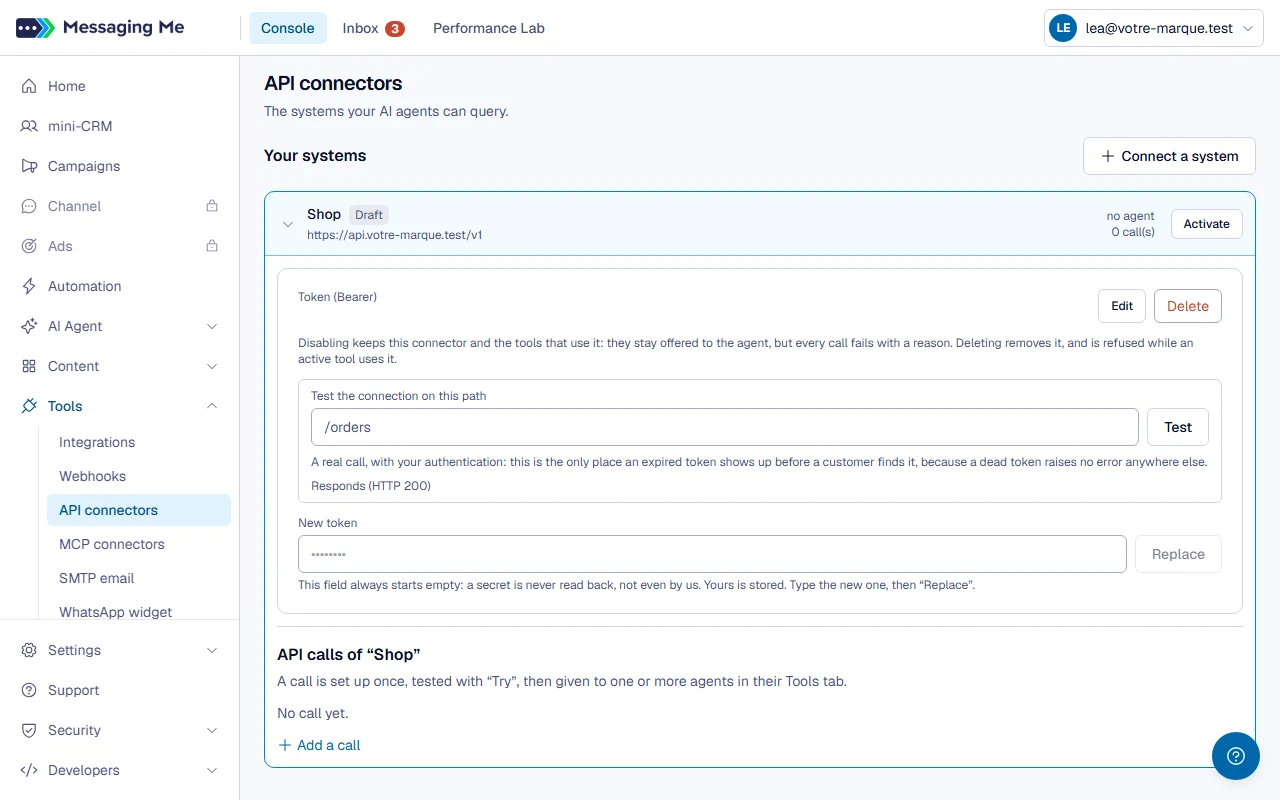 Messaging Me
Console
Inbox 3
Performance Lab
LE lea@votre-marque.test
Home
mini-CRM
Campaigns
Channel
Ads
Automation
AI Agent
Content
Tools
Integrations
Webhooks
API connectors
MCP connectors
SMTP email
WhatsApp widget
Settings
Support
Security
Developers
API connectors
The systems your AI agents can query.
Your systems
Connect a system
Shop Draft
https://api.votre-marque.test/v1
no agent
0 call(s)
Activate
Token (Bearer)
Edit
Delete
Disabling keeps this connector and the tools that use it: they stay offered to the agent, but every call fails with a reason. Deleting removes it, and is refused while an
active tool uses it.
Test the connection on this path
/orders
Test
A real call, with your authentication: this is the only place an expired token shows up before a customer finds it, because a dead token raises no error anywhere else.
Responds (HTTP 200)
New token
••••••••
Replace
This field always starts empty: a secret is never read back, not even by us. Yours is stored. Type the new one, then “Replace”.
API calls of “Shop”
A call is set up once, tested with “Try”, then given to one or more agents in their Tools tab.
No call yet.
Add a call